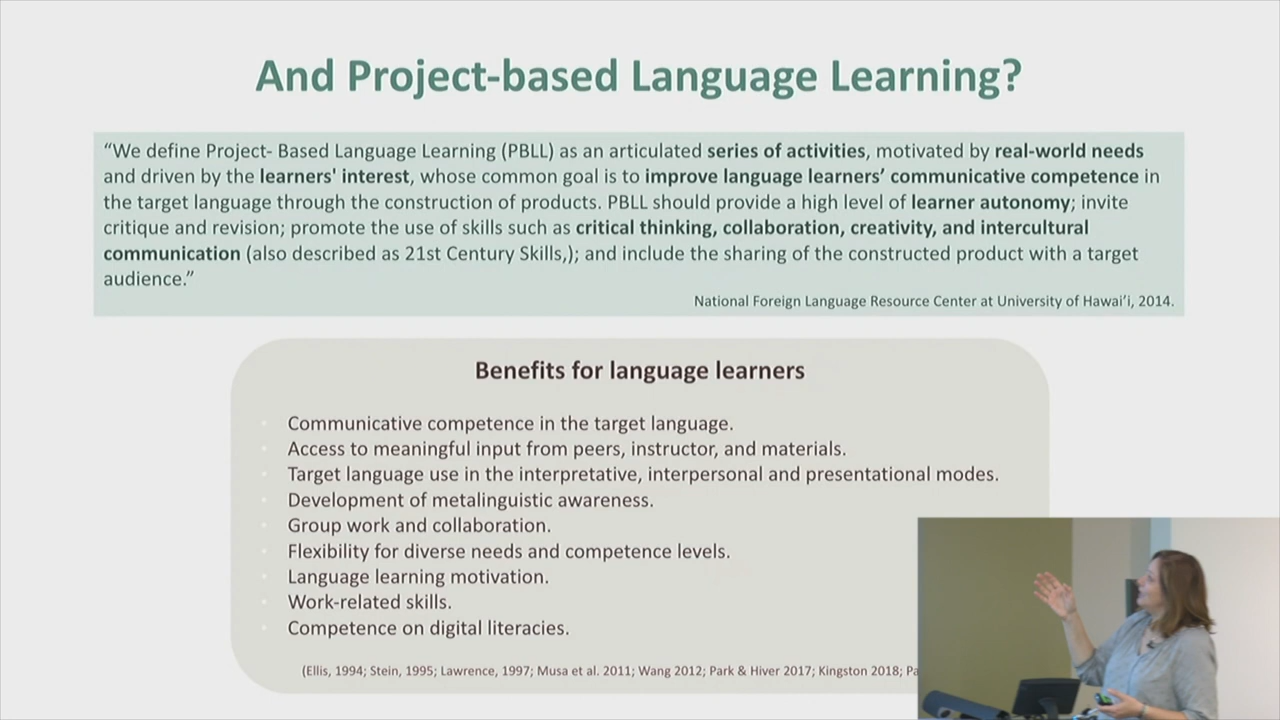 And Project-based Language Learning?
“We define Project- Based Language Learning (PBLL) as an articulated series of activities, motivated by real-world needs
and driven by the learners' interest, whose common goal is to improve language learners’ communicative competence in
the target language through the construction of products. PBLL should provide a high level of learner autonomy; invite
critique and revision; promote the use of skills such as critical thinking, collaboration, creativity, and intercultural
communication (also described as 21st Century Skills,); and include the sharing of the constructed product with a target
audience.”
National Foreign Language Resource Center at University of Hawai’i, 2014.
Benefits for language learners
Communicative competence in the target language.
Access to meaningful input from peers, instructor, and materials.
Target language use in the interpretative, interpersonal and presentational modes.
Development of metalinguistic awareness.
Group work and collaboration.
Flexibility for diverse needs and competence levels.
Language learning motivation.
Work-related skills.
Competence on digital literacies.
(Ellis, 1994; Stein, 1995; Lawrence, 1997; Musa et al. 2011; Wang 2012; Park & Hiver 2017; Kingston 2018;